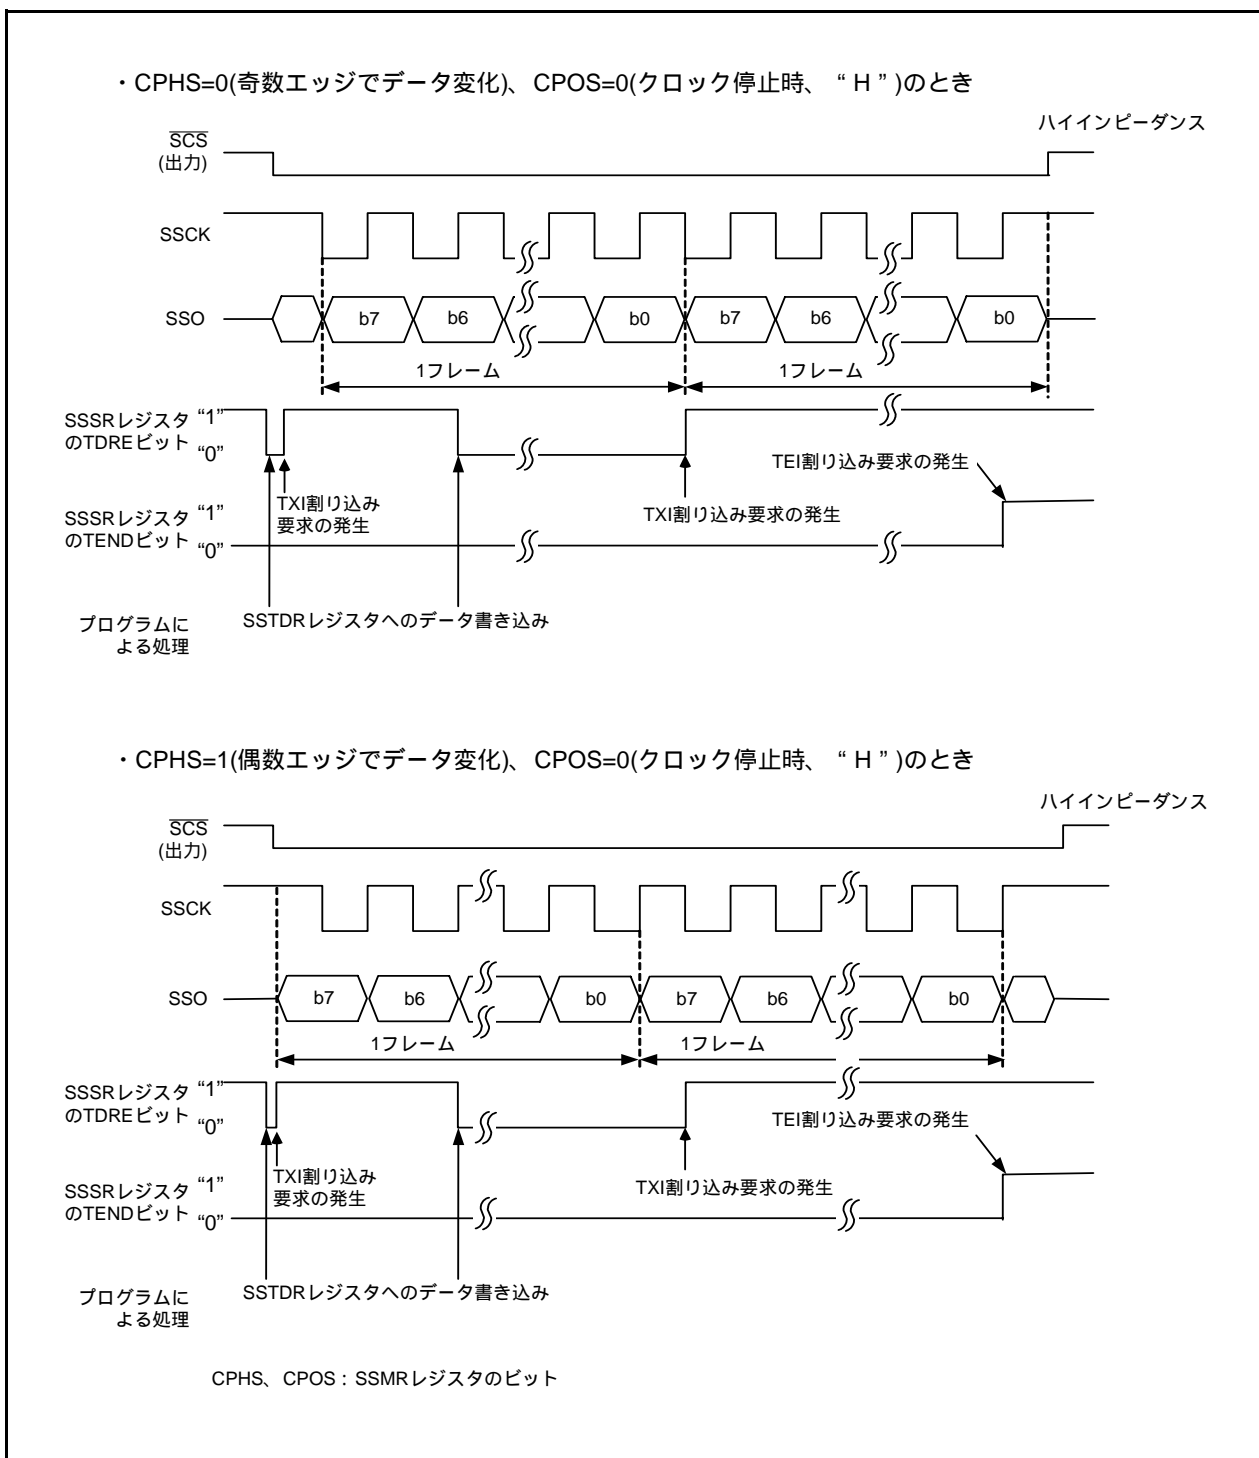 ・CPHS=0(奇数エッジでデータ変化)、CPOS=0(クロック停止時、“H”)のとき
ハイインピーダンス
SCS
(出力)
SSCK
SSO
b7
b6
b0
b7
b6
b0
1フレーム
1フレーム
SSSRレジスタ “1”
のTDREビット “0”
TEI割り込み要求の発生
TXI割り込み
要求の発生
TXI割り込み要求の発生
SSSRレジスタ “1”
のTENDビット “0”
プログラムに
よる処理
SSTDRレジスタへのデータ書き込み
・CPHS=1(偶数エッジでデータ変化)、CPOS=0(クロック停止時、“H”)のとき
ハイインピーダンス
SCS
(出力)
SSCK
SSO
b7
b6
b0
b7
b6
b0
1フレーム
1フレーム
SSSRレジスタ “1”
のTDREビット “0”
TEI割り込み要求の発生
TXI割り込み
要求の発生
TXI割り込み要求の発生
SSSRレジスタ “1”
のTENDビット “0”
プログラムに
よる処理
SSTDRレジスタへのデータ書き込み
CPHS、CPOS : SSMRレジスタのビット